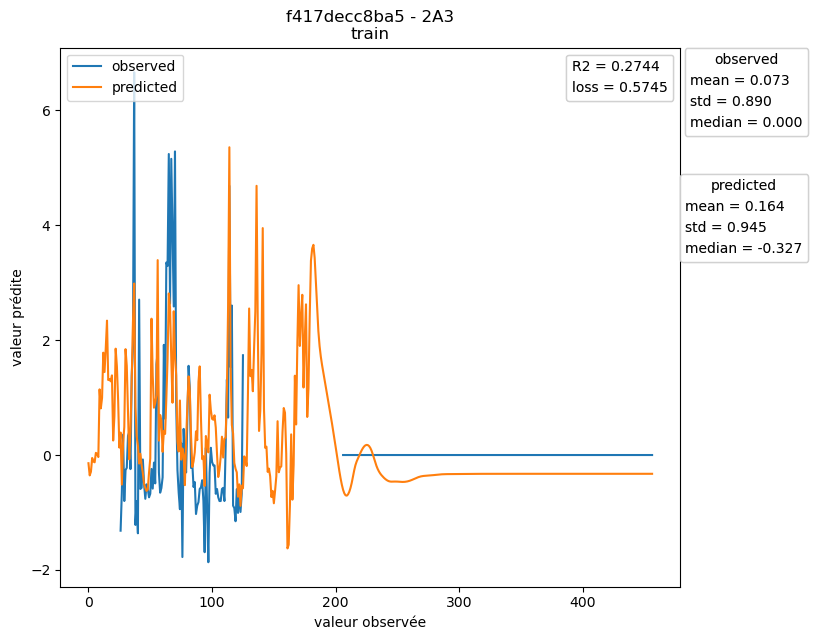 f417decc8ba5 - 2A3
train
observed
predicted
R2 = 0.2744
loss = 0.5745
observed
mean = 0.073
std = 0.890
median = 0.000
predicted
mean = 0.164
std = 0.945
median = -0.327
valeur prédite
6
4
2
0
−2
0
100
200
300
400
valeur observée